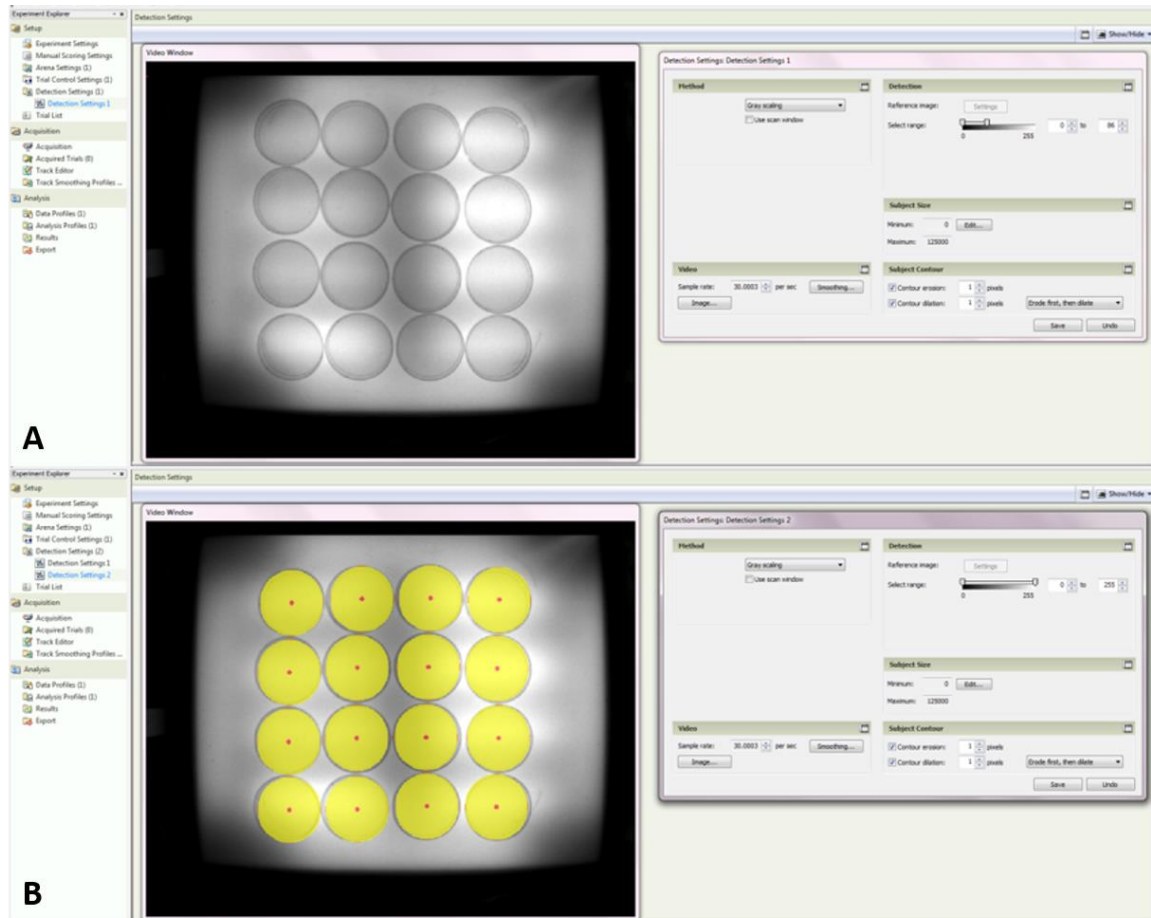 Experiment Explorer
Setup
Experiment Settings
Manual Scoring Settings
Arena Settings (1)
Trial Control Settings (1)
Detection Settings (1)
Detection Settings 1
Trial List
Acquisition
Acquisition
Acquired Trials (0)
Track Editor
Track Smoothing Profiles ...
Analysis
Data Profiles (1)
Analysis Profiles (1)
Results
Export
Detection Settings
Show/Hide
Video Window
Detection Settings: Detection Settings 1
Method
Gray scaling
Use scan window
Detection
Reference image: Settings
Select range: 0 to 86
0 255
Subject Size
Minimum: 0 Edit...
Maximum: 125000
Video
Sample rate: 30.0003 per sec Smoothing...
Image...
Subject Contour
Contour erosion: 1 pixels
Contour dilation: 1 pixels Erode first, then dilate
Save Undo
A
Experiment Explorer
Setup
Experiment Settings
Manual Scoring Settings
Arena Settings (1)
Trial Control Settings (1)
Detection Settings (2)
Detection Settings 1
Detection Settings 2
Trial List
Acquisition
Acquisition
Acquired Trials (0)
Track Editor
Track Smoothing Profiles ...
Analysis
Data Profiles (1)
Analysis Profiles (1)
Results
Export
Detection Settings
Show/Hide
Video Window
Detection Settings: Detection Settings 2
Method
Gray scaling
Use scan window
Detection
Reference image: Settings
Select range: 0 to 255
0 255
Subject Size
Minimum: 0 Edit...
Maximum: 125000
Video
Sample rate: 30.0003 per sec Smoothing...
Image...
Subject Contour
Contour erosion: 1 pixels
Contour dilation: 1 pixels Erode first, then dilate
Save Undo
B